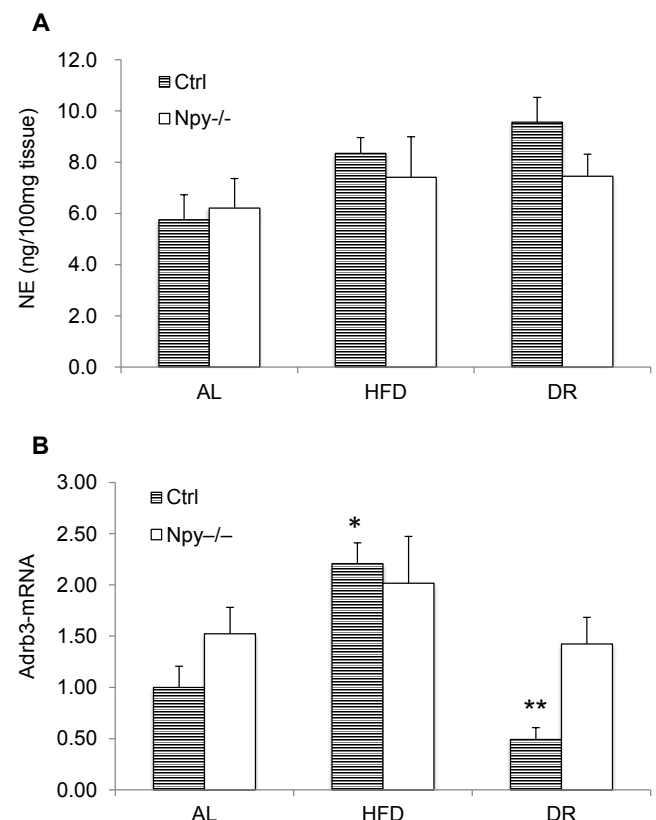 A
12.0
10.0
8.0
6.0
4.0
2.0
0.0
NE (ng/100mg tissue)
Ctrl
Npy-/-
AL HFD DR
B
3.00
2.50
2.00
1.50
1.00
0.50
0.00
Adrb3-mRNA
Ctrl
Npy–/–
*
**
AL HFD DR